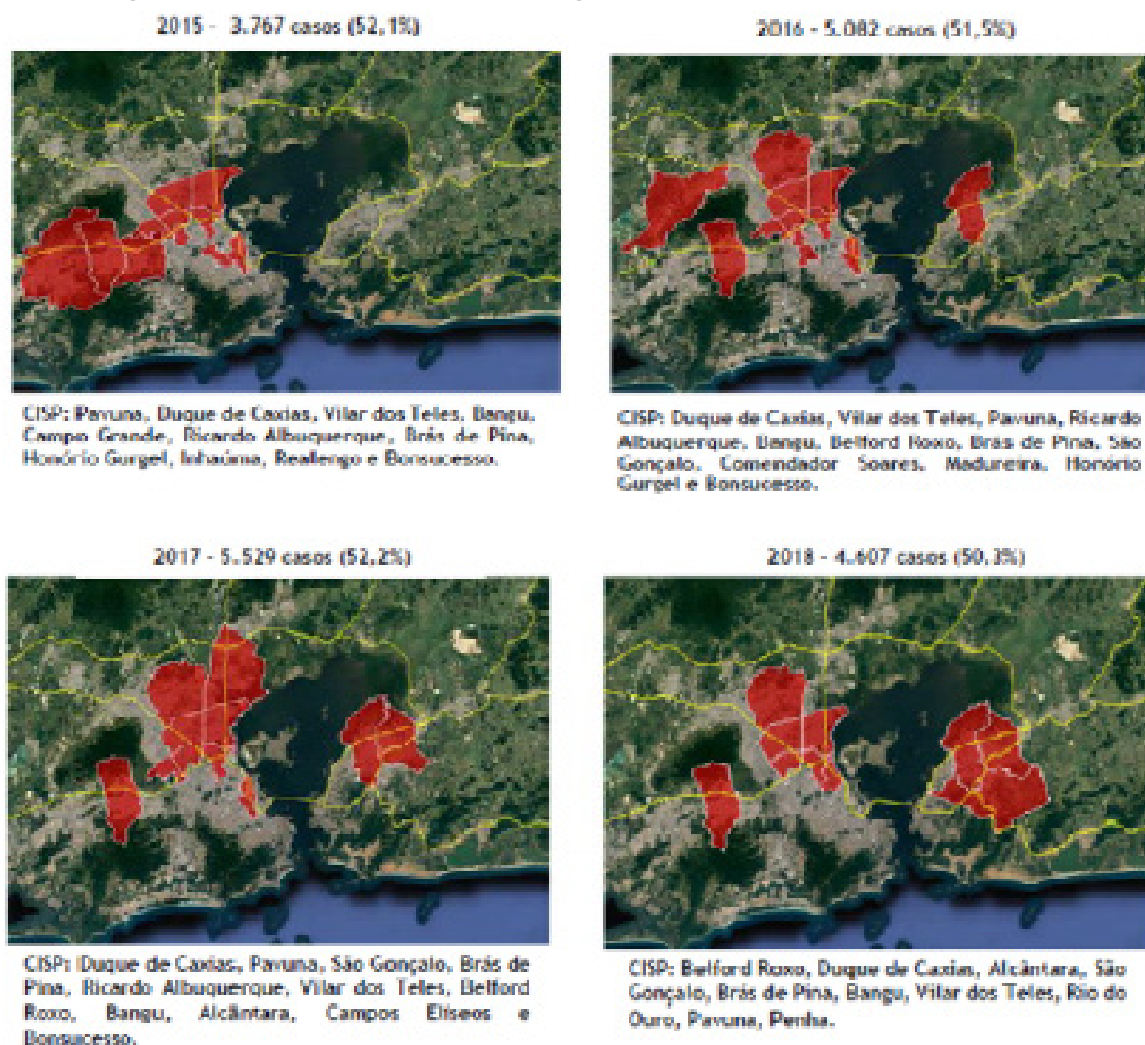 2015 - 3.767 casos (52,1%)
CISP: Pavuna, Duque de Caxias, Vilar dos Teles, Bangu,
Campo Grande, Ricardo Albuquerque, Brás de Pina,
Honório Gurgel, Inhaúma, Realengo e Bonsucesso.
2016 - 5.082 casos (51,5%)
CISP: Duque de Caxias, Vilar dos Teles, Pavuna, Ricardo
Albuquerque, Bangu, Belford Roxo, Brás de Pina, São
Gonçalo, Comendador Soares, Madureira, Honório
Gurgel e Bonsucesso.
2017 - 5.529 casos (52,2%)
CISP: Duque de Caxias, Pavuna, São Gonçalo, Brás de
Pina, Ricardo Albuquerque, Vilar dos Teles, Belford
Roxo, Bangu, Alcântara, Campos Elíseos e
Bonsucesso.
2018 - 4.607 casos (50,3%)
CISP: Belford Roxo, Duque de Caxias, Alcântara, São
Gonçalo, Brás de Pina, Bangu, Vilar dos Teles, Rio do
Ouro, Pavuna, Penha.